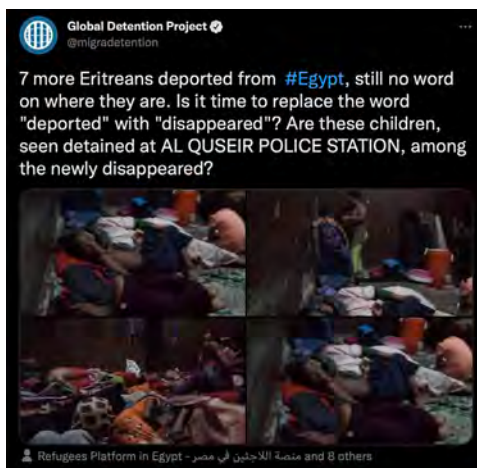 Global Detention Project
@migradetention
7 more Eritreans deported from #Egypt, still no word
on where they are. Is it time to replace the word
"deported" with "disappeared"? Are these children,
seen detained at AL QUSEIR POLICE STATION, among
the newly disappeared?
Refugees Platform in Egypt - منصة اللاجئين في مصر and 8 others